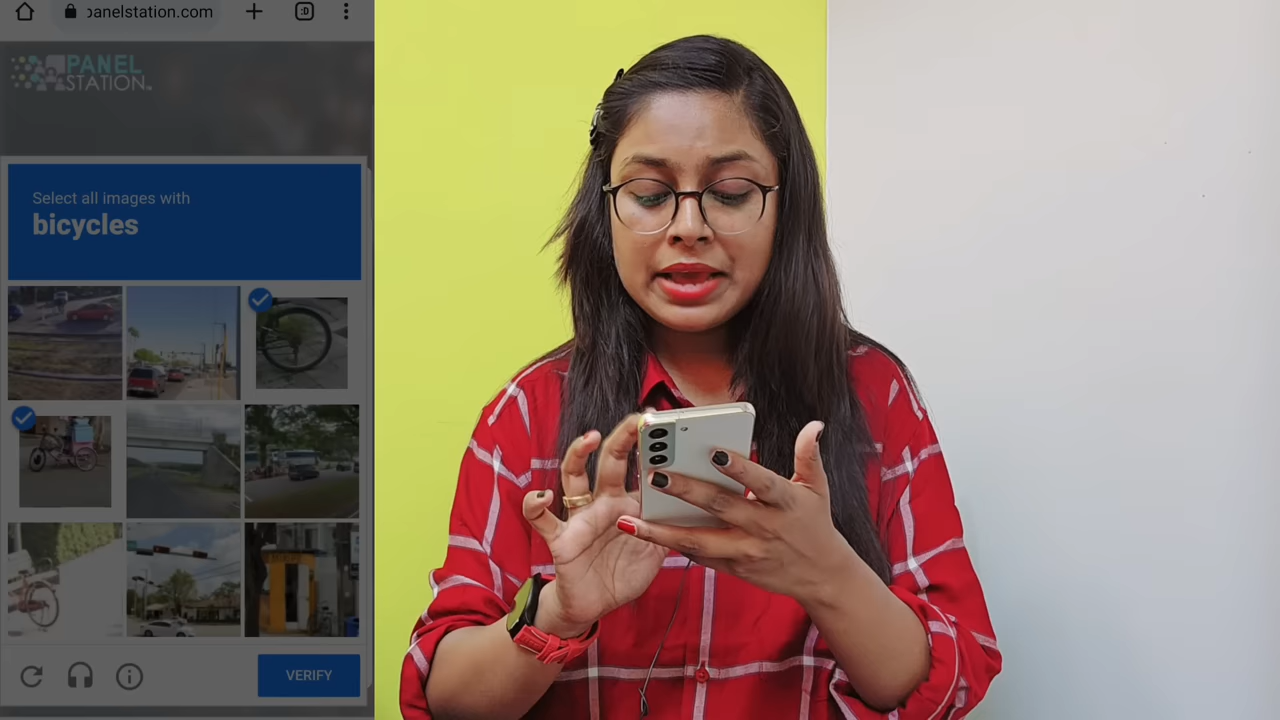 panelstation.com
:D
PANEL
STATION
Select all images with
bicycles
VERIFY